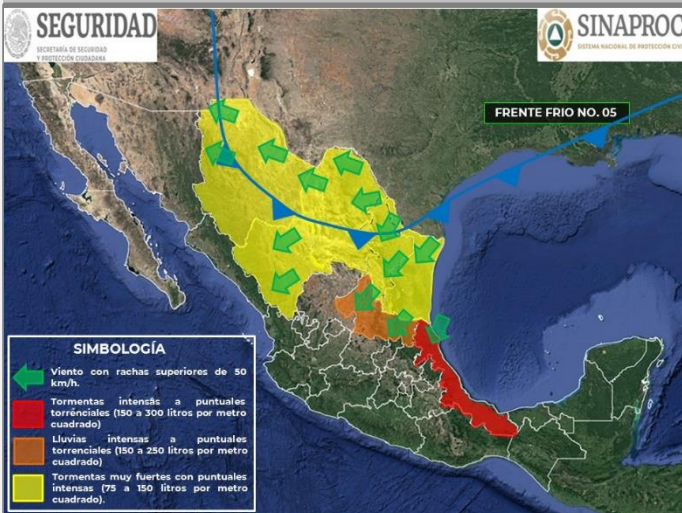 SEGURIDAD
SECRETARÍA DE SEGURIDAD
Y PROTECCIÓN CIUDADANA
SINAPROC
SISTEMA NACIONAL DE PROTECCIÓN CIVI
FRENTE FRIO NO. 05
SIMBOLOGÍA
Viento con rachas superiores de 50
km/h.
Tormentas intensas a puntuales
torrenciales (150 a 300 litros por metro
cuadrado)
Lluvias intensas a puntuales
torrenciales (150 a 250 litros por metro
cuadrado)
Tormentas muy fuertes con puntuales
intensas (75 a 150 litros por metro
cuadrado).